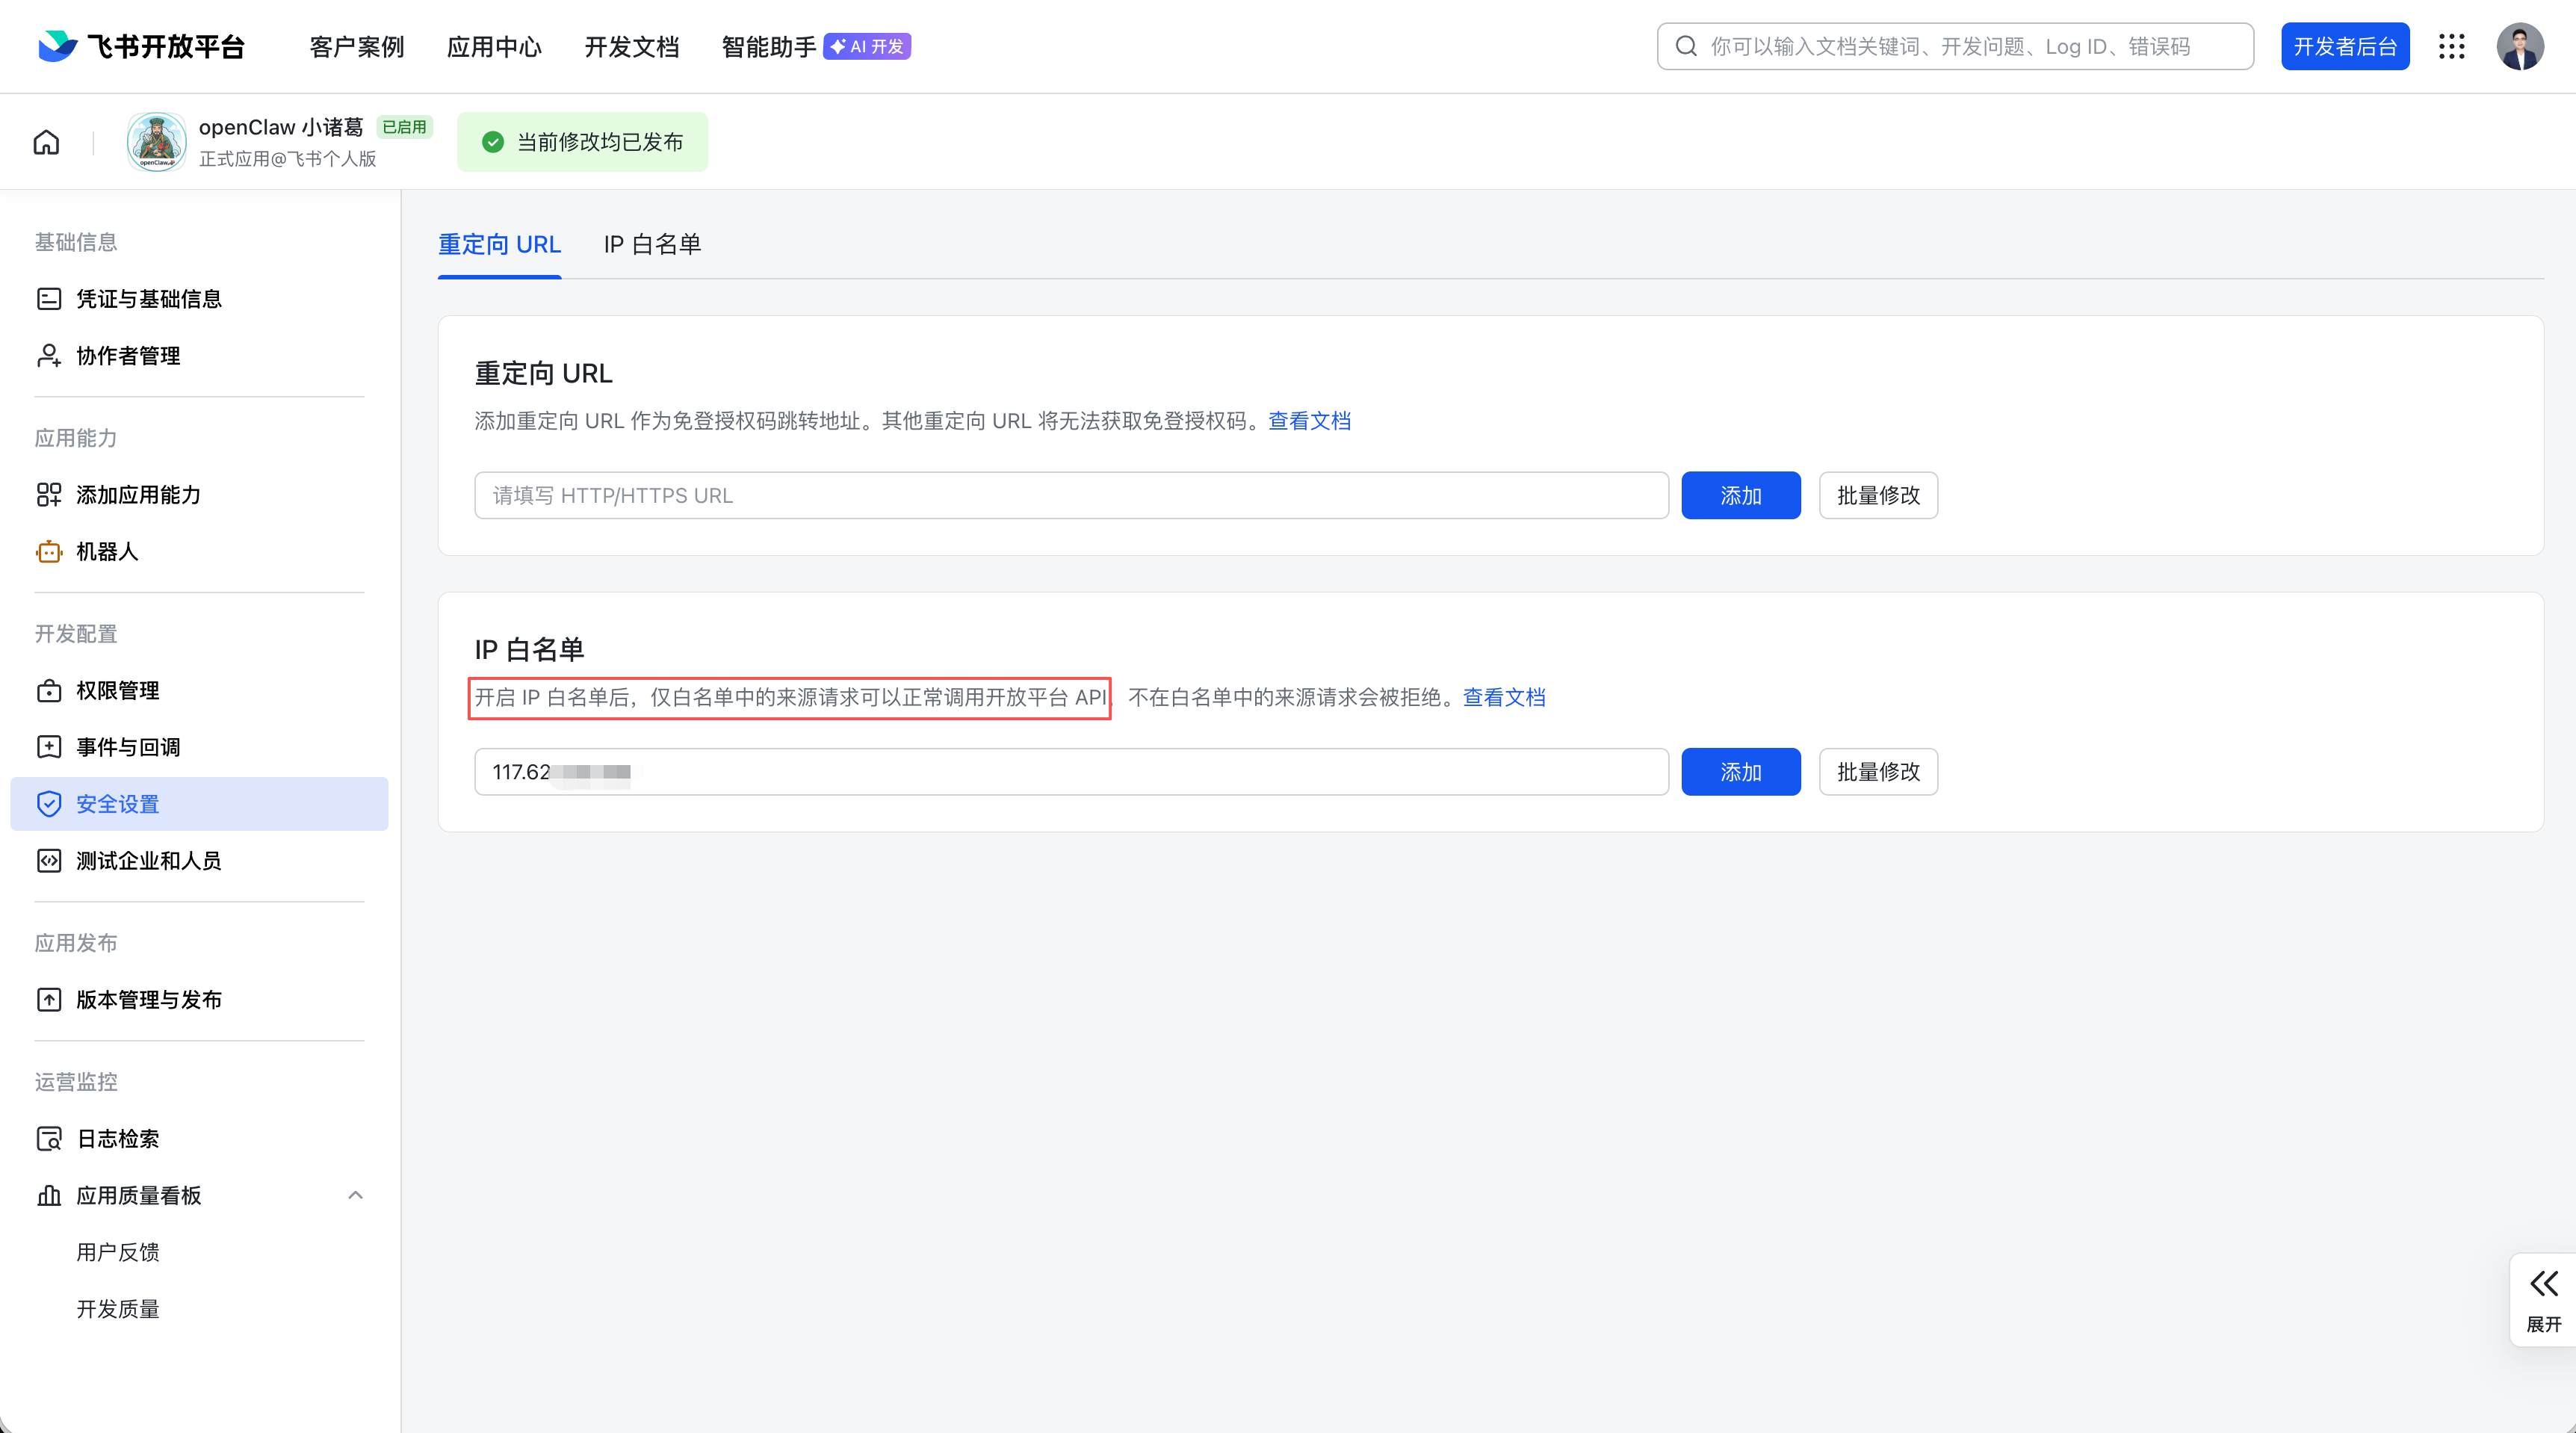 飞书开放平台
客户案例
应用中心
开发文档
智能助手
AI 开发
你可以输入文档关键词、开发问题、Log ID、错误码
开发者后台
openClaw 小诸葛
已启用
正式应用@飞书个人版
当前修改均已发布
基础信息
凭证与基础信息
协作者管理
应用能力
添加应用能力
机器人
开发配置
权限管理
事件与回调
安全设置
测试企业和人员
应用发布
版本管理与发布
运营监控
日志检索
应用质量看板
用户反馈
开发质量
重定向 URL
IP 白名单
重定向 URL
添加重定向 URL 作为免登授权码跳转地址。其他重定向 URL 将无法获取免登授权码。查看文档
请填写 HTTP/HTTPS URL
添加
批量修改
IP 白名单
开启 IP 白名单后，仅白名单中的来源请求可以正常调用开放平台 API，不在白名单中的来源请求会被拒绝。查看文档
117.62
添加
批量修改
展开